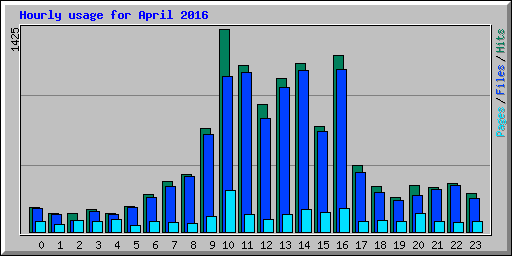 Hourly usage for April 2016
1425
Pages/Files/Hits
0 1 2 3 4 5 6 7 8 9 10 11 12 13 14 15 16 17 18 19 20 21 22 23